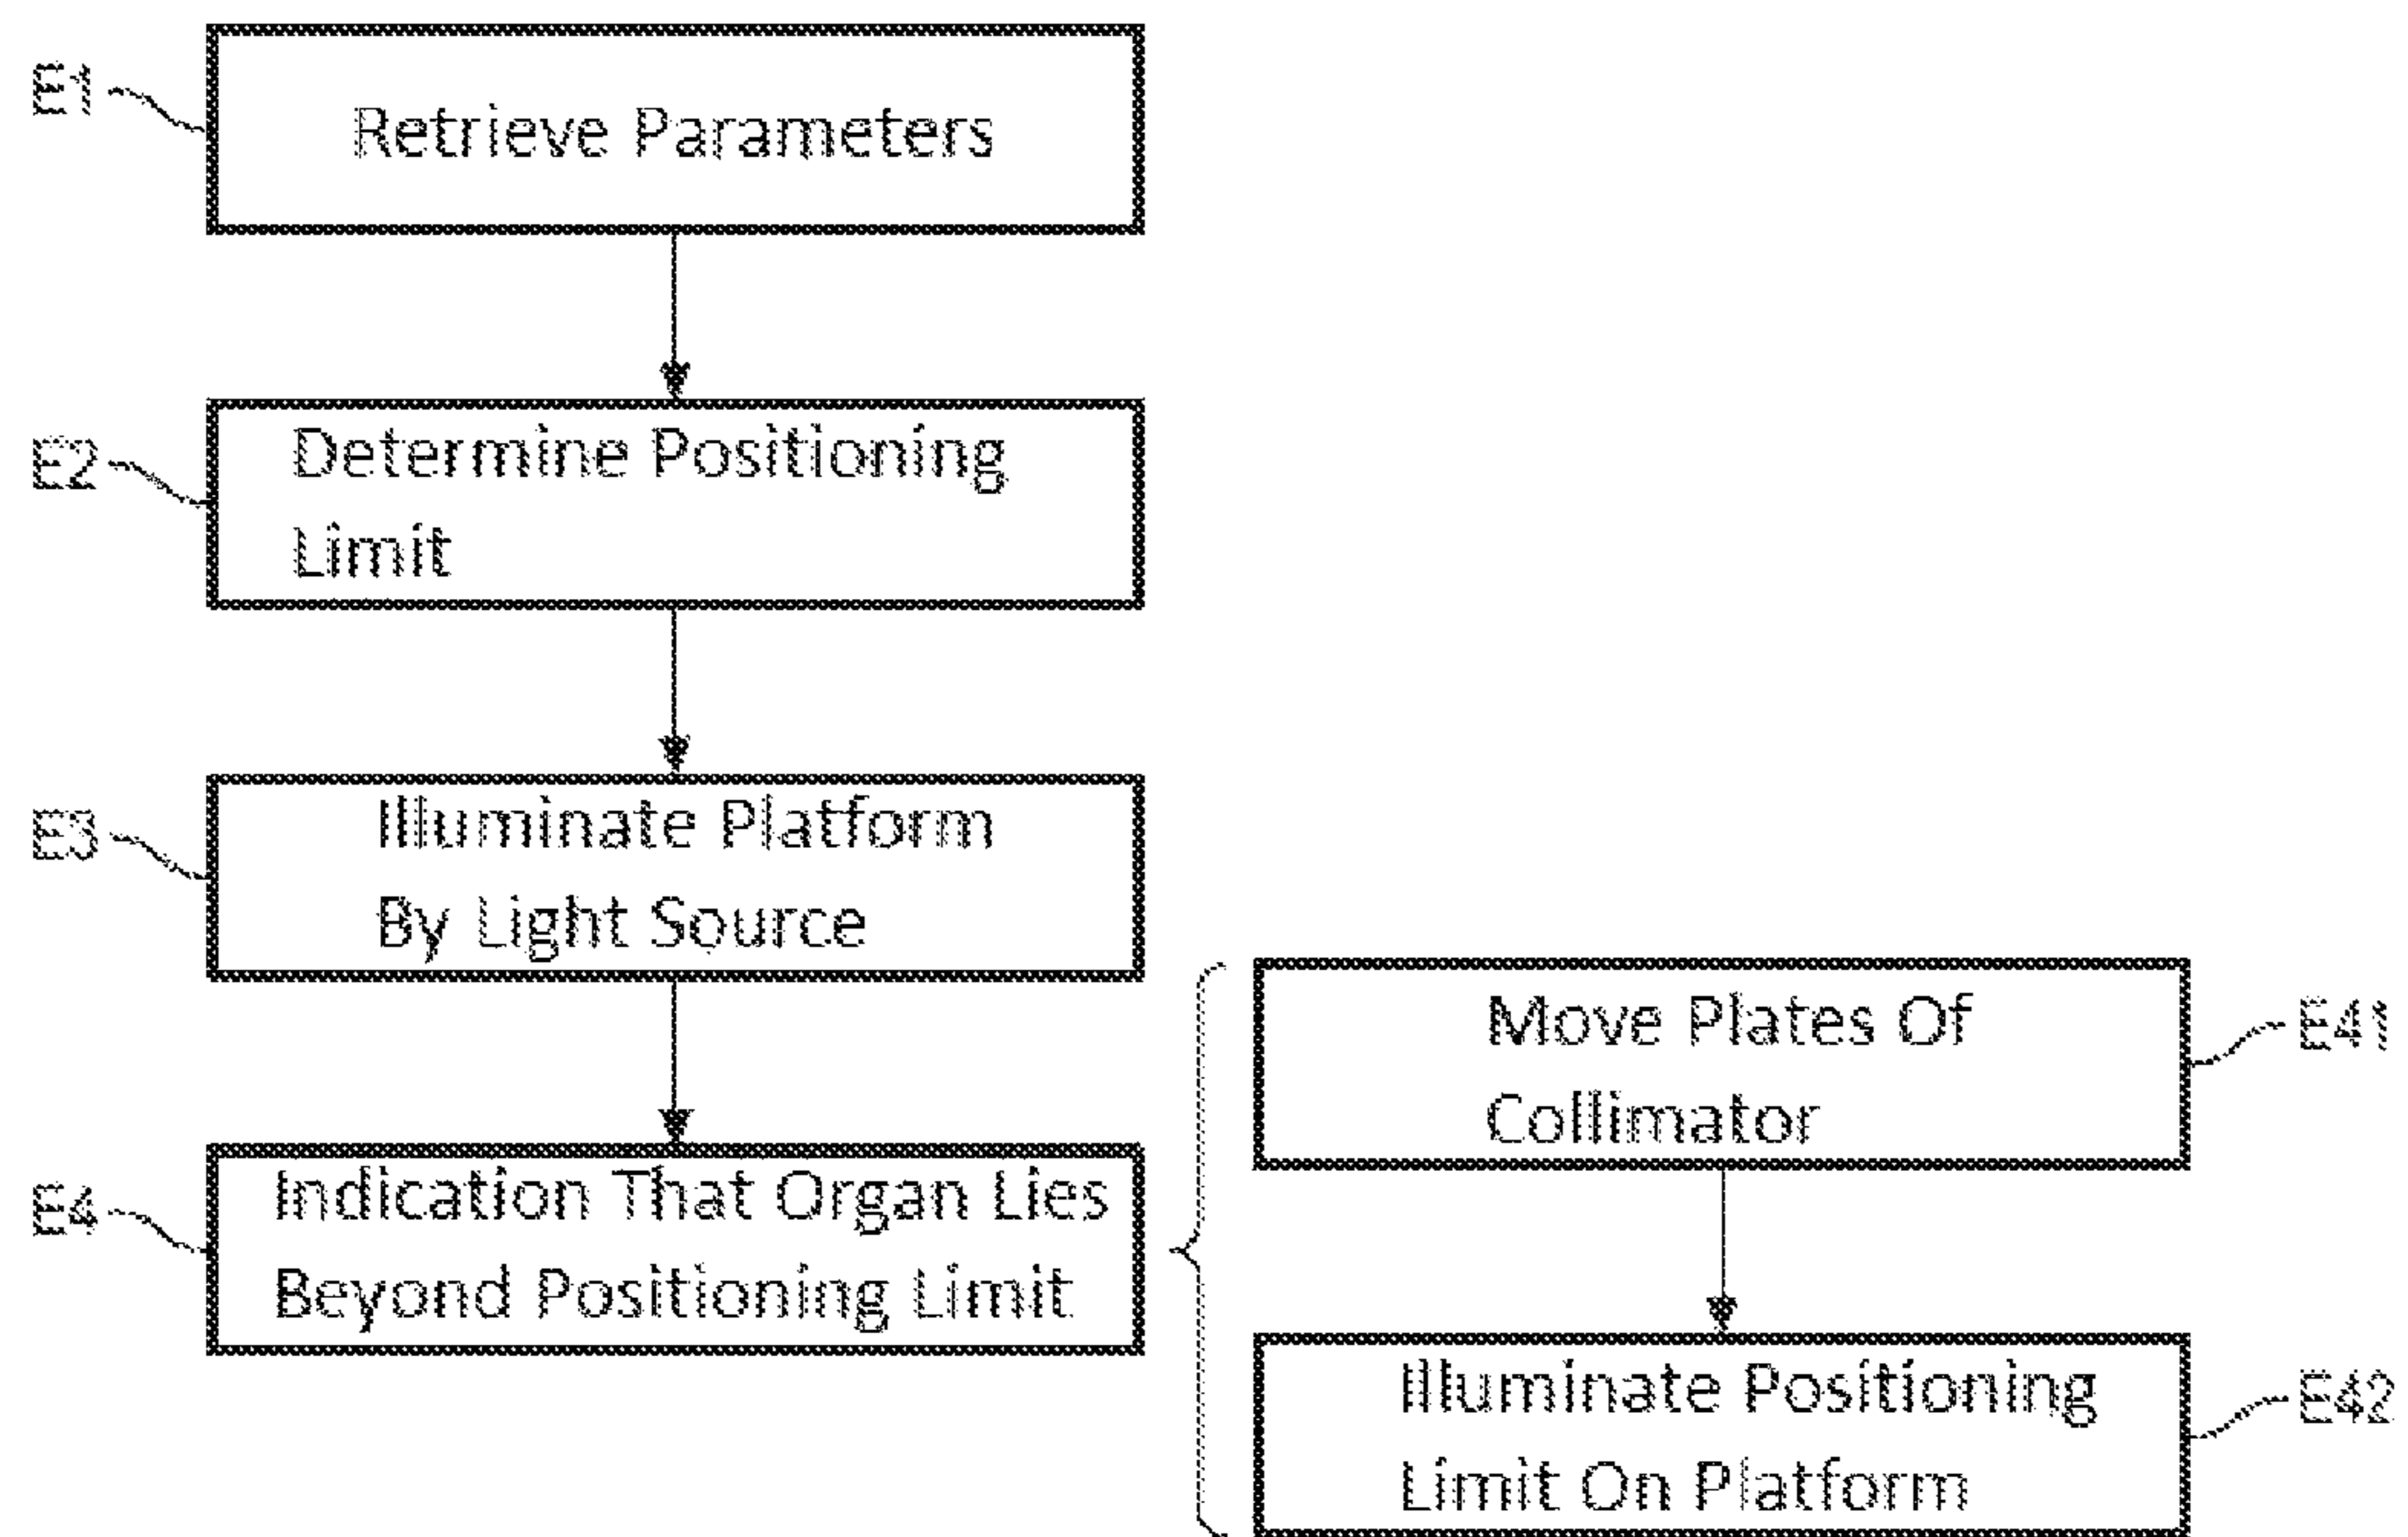 E1
Retrieve Parameters
E2
Determine Positioning
Limit
E3
Illuminate Platform
By Light Source
E4
Indication That Organ Lies
Beyond Positioning Limit
Move Plates Of
Collimator
E41
Illuminate Positioning
Limit On Platform
E42